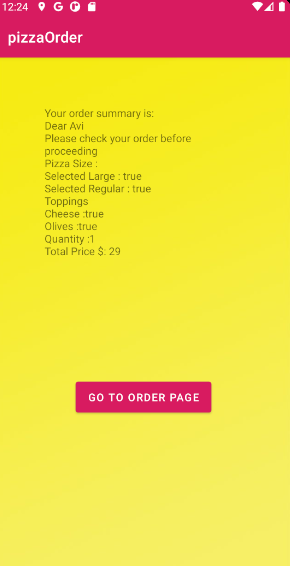 12:24
pizzaOrder
Your order summary is:
Dear Avi
Please check your order before
proceeding
Pizza Size :
Selected Large : true
Selected Regular : true
Toppings
Cheese :true
Olives :true
Quantity :1
Total Price $: 29
GO TO ORDER PAGE